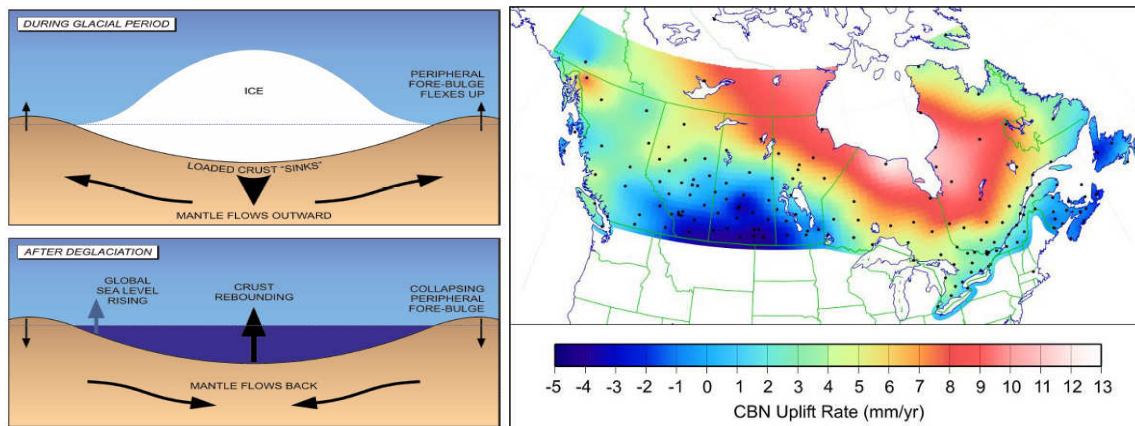 DURING GLACIAL PERIOD
ICE
PERIPHERAL
FORE-BULGE
FLEXES UP
LOADED CRUST "SINKS"
MANTLE FLOWS OUTWARD
AFTER DEGLACIATION
GLOBAL
SEA LEVEL
RISING
CRUST
REBOUNDING
COLLAPSING
PERIPHERAL
FORE-BULGE
MANTLE FLOWS BACK
-5 -4 -3 -2 -1 0 1 2 3 4 5 6 7 8 9 10 11 12 13
CBN Uplift Rate (mm/yr)